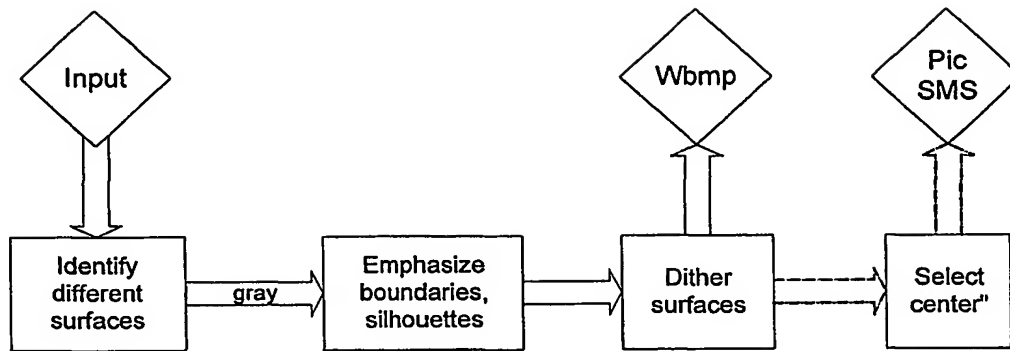 Input
Wbmp
Pic
SMS
Identify
different
surfaces
gray
Emphasize
boundaries,
silhouettes
Dither
surfaces
Select
center"